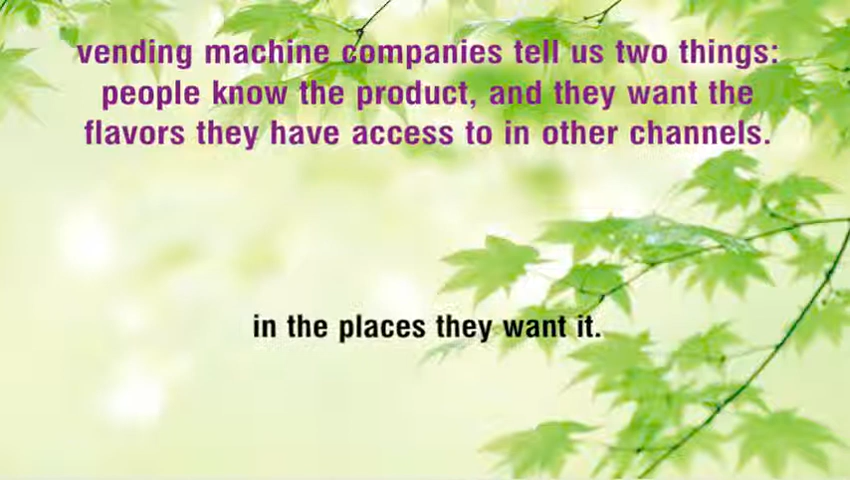 vending machine companies tell us two things:
people know the product, and they want the
flavors they have access to in other channels.
in the places they want it.